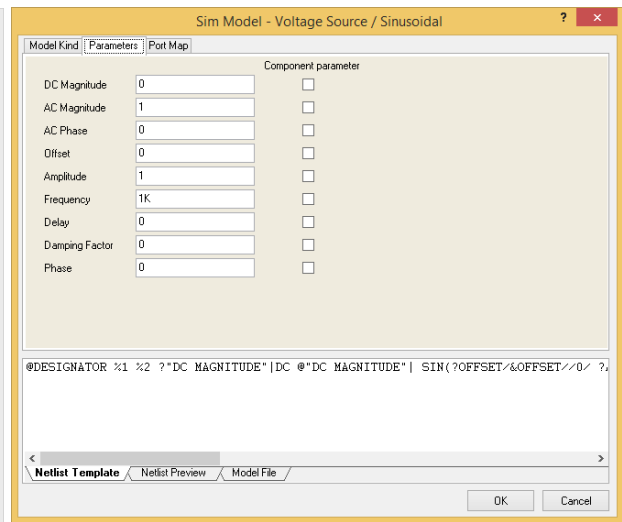 Sim Model - Voltage Source / Sinusoidal ? ×
Model Kind Parameters Port Map
Component parameter
DC Magnitude 0
AC Magnitude 1
AC Phase 0
Offset 0
Amplitude 1
Frequency 1K
Delay 0
Damping Factor 0
Phase 0
@DESIGNATOR %1 %2 ?"DC MAGNITUDE"|DC @"DC MAGNITUDE"| SIN(?OFFSET/&OFFSET//0/ ?
Netlist Template Netlist Preview Model File
OK Cancel